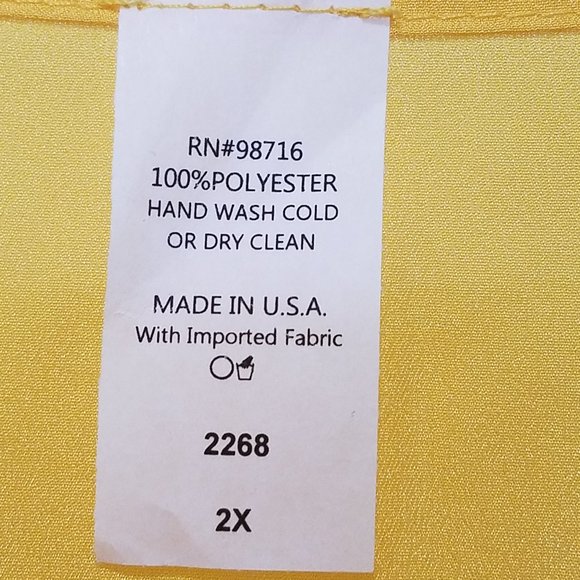 RN#98716
100%POLYESTER
HAND WASH COLD
OR DRY CLEAN
MADE IN U.S.A.
With Imported Fabric
2268
2X